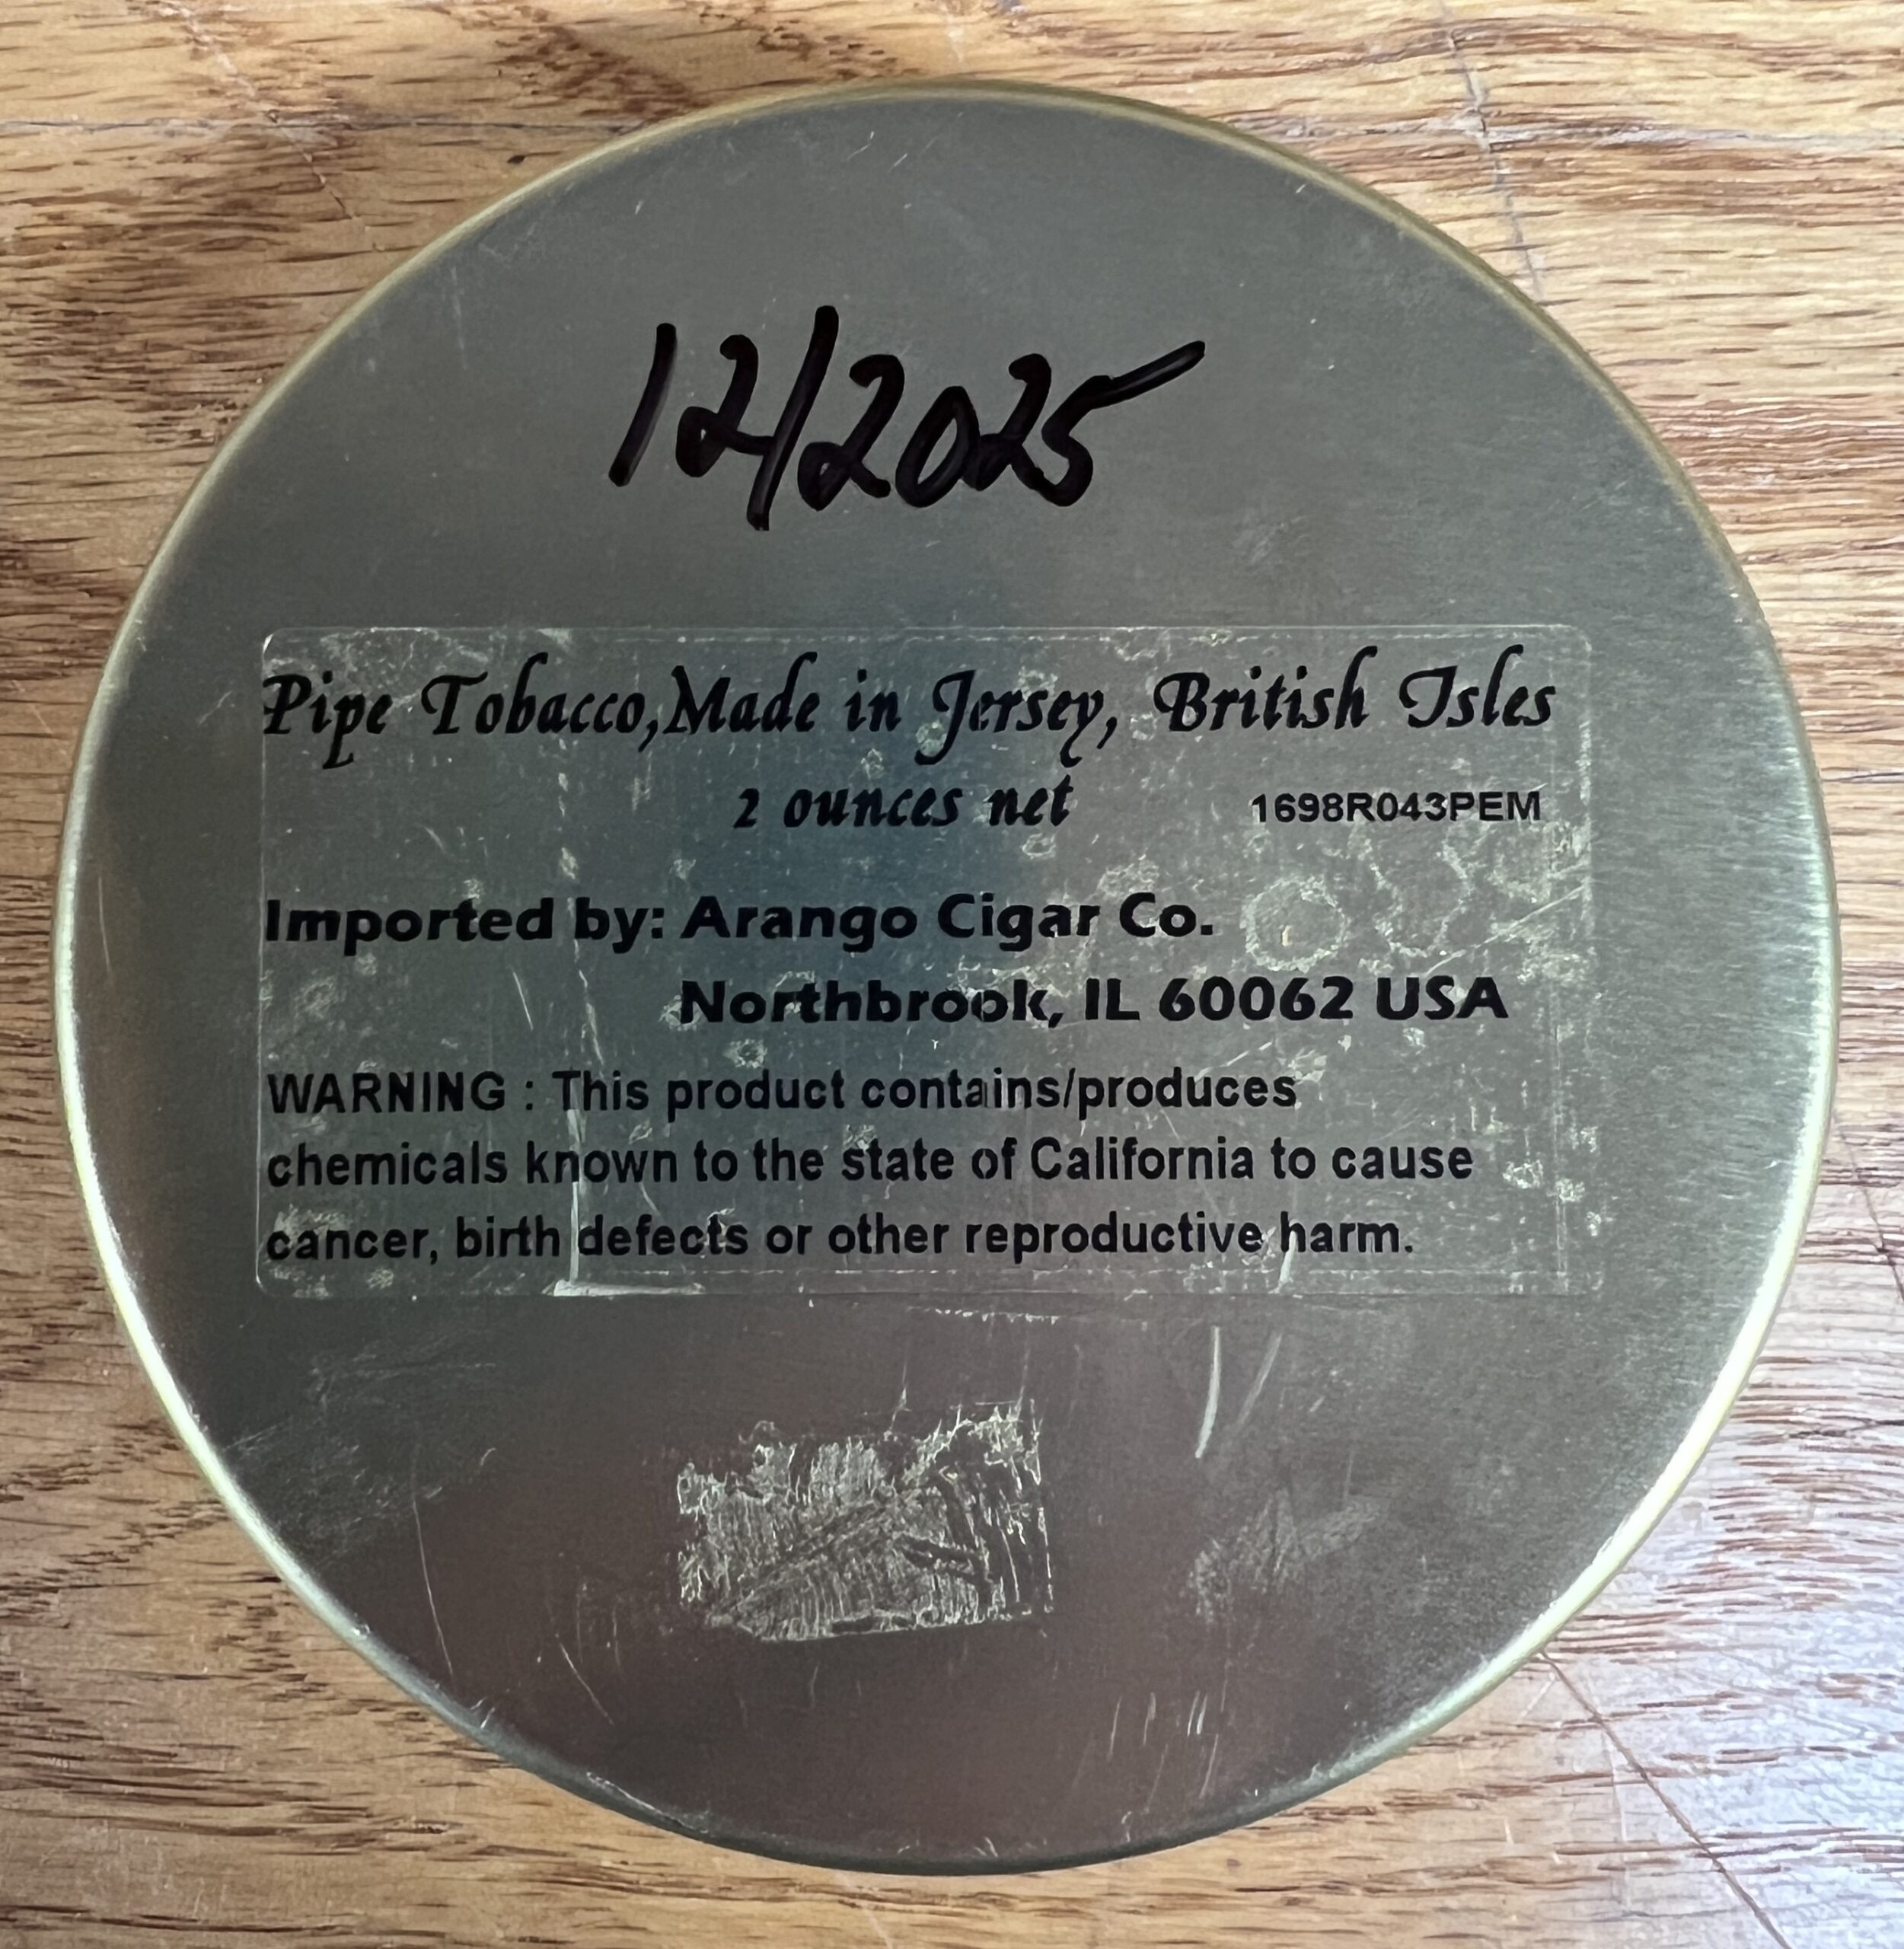 12/2025
Pipe Tobacco,Made in Jersey, British Isles
2 ounces net 1698R043PEM
Imported by: Arango Cigar Co.
Northbrook, IL 60062 USA
WARNING : This product contains/produces
chemicals known to the state of California to cause
cancer, birth defects or other reproductive harm.